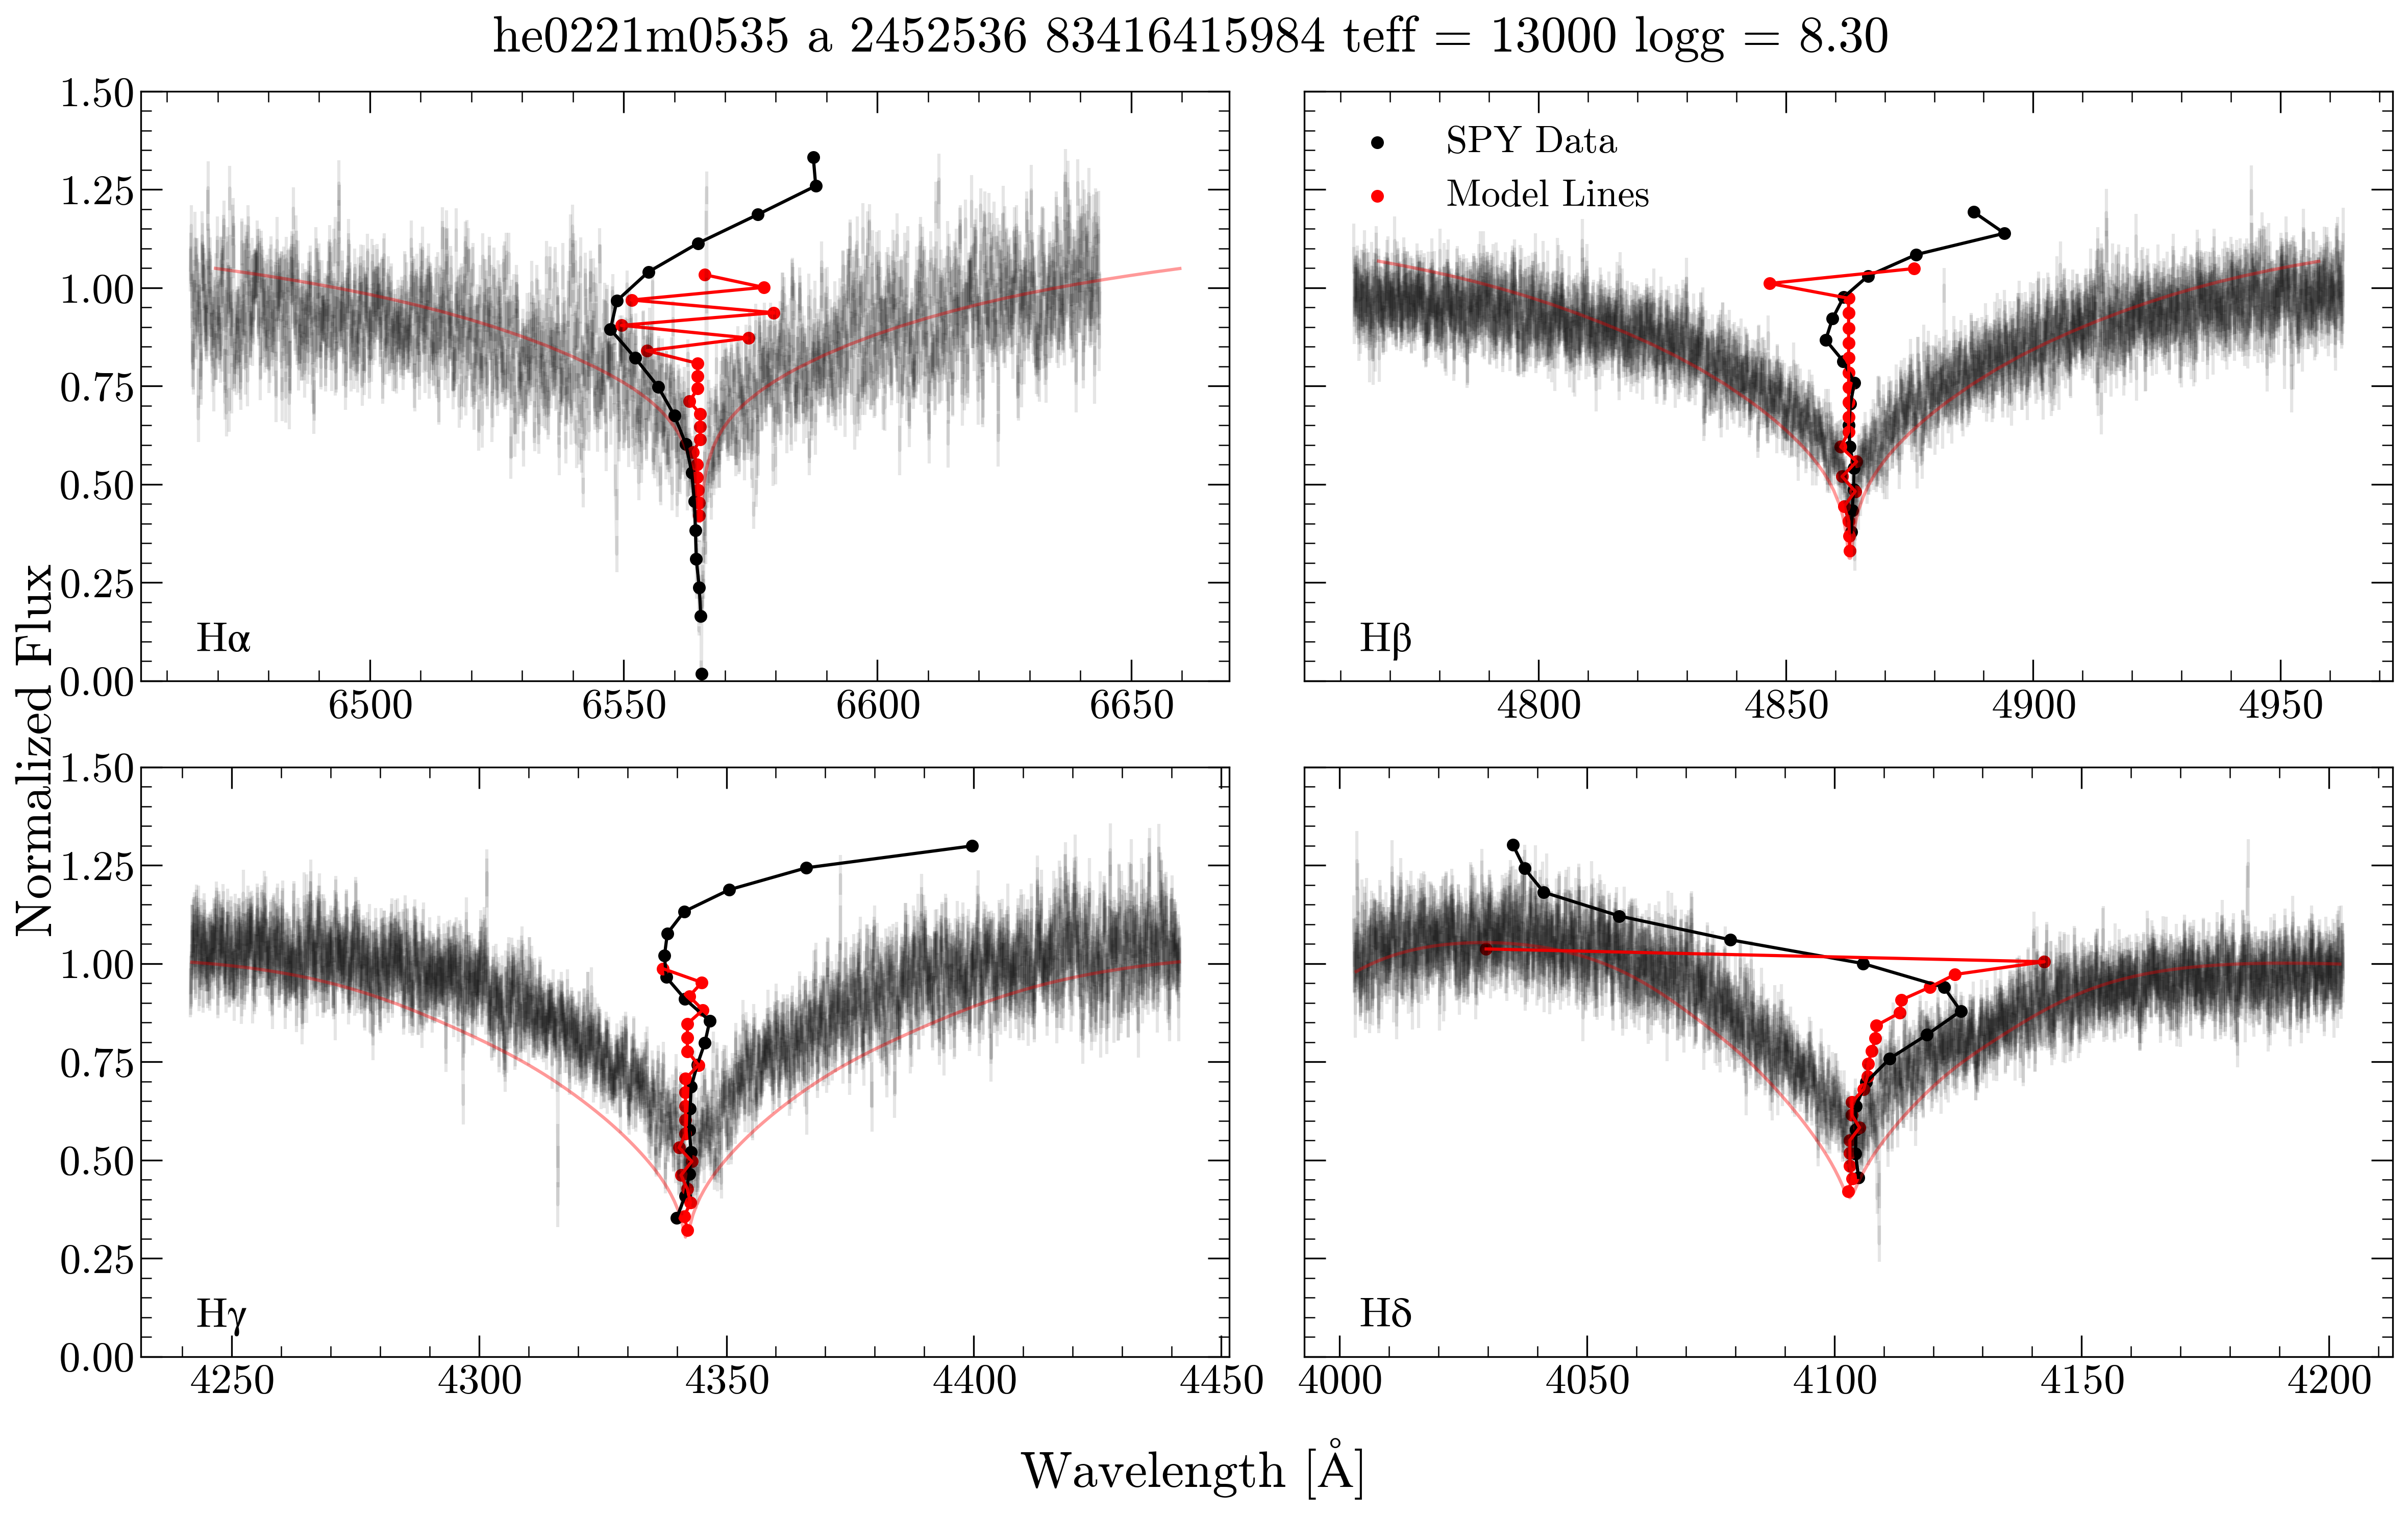 he0221m0535 a 2452536 83416415984 teff = 13000 logg = 8.30
Normalized Flux
1.50
1.25
1.00
0.75
0.50
0.25
0.00
Hα
6500 6550 6600 6650
SPY Data
Model Lines
Hβ
4800 4850 4900 4950
1.50
1.25
1.00
0.75
0.50
0.25
0.00
Hγ
4250 4300 4350 4400 4450
Hδ
4000 4050 4100 4150 4200
Wavelength [Å]